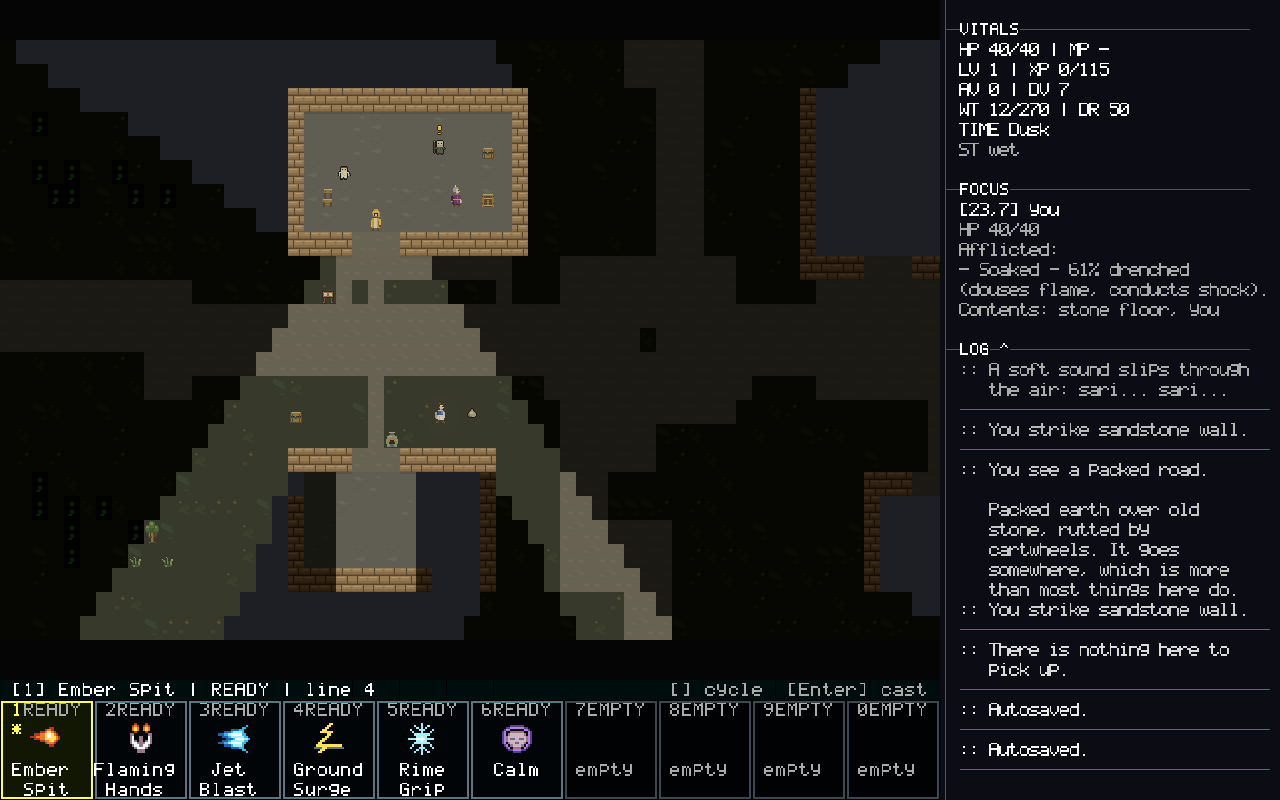 VITALS
HP 40/40 | MP -
LV 1 | XP 0/115
AV 0 | DV 7
WT 12/270 | DR 50
TIME Dusk
ST wet
FOCUS
[23,7] You
HP 40/40
Afflicted:
- Soaked - 61% drenched
(douses flame, conducts shock).
Contents: stone floor, you
LOG ^
:: A soft sound slips through
the air: sari... sari...
:: You strike sandstone wall.
:: You see a Packed road.
Packed earth over old
stone, rutted by
cartwheels. It goes
somewhere, which is more
than most things here do.
:: You strike sandstone wall.
:: There is nothing here to
pick up.
:: Autosaved.
:: Autosaved.
[1] Ember Spit | READY | line 4
[] cycle [Enter] cast
1READY 2READY 3READY 4READY 5READY 6READY 7EMPTY 8EMPTY 9EMPTY 0EMPTY
*
Ember Flaming Jet Ground Rime Calm empty empty empty empty
Spit Hands Blast Surge Grip